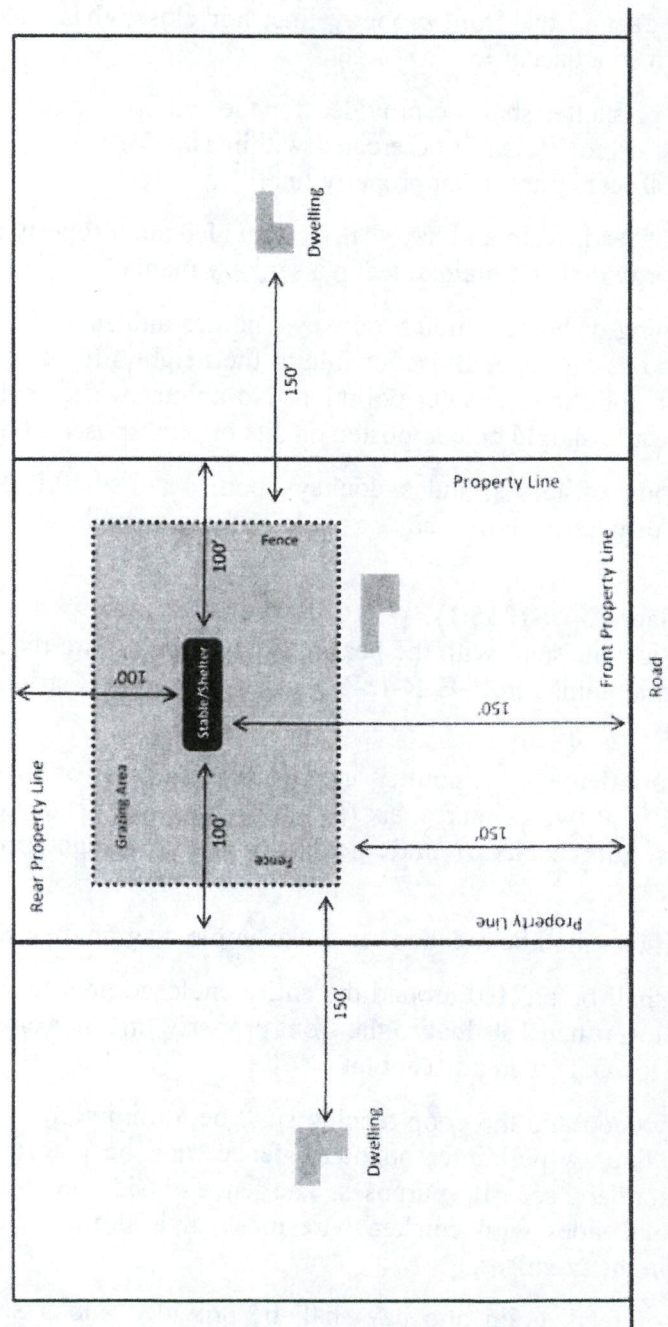 Rear Property Line
Grazing Area
Fence
Fence
Stable/Shelter
100'
100'
100'
150'
Dwelling
150'
Dwelling
Property Line
Property Line
150'
150'
Front Property Line
Road